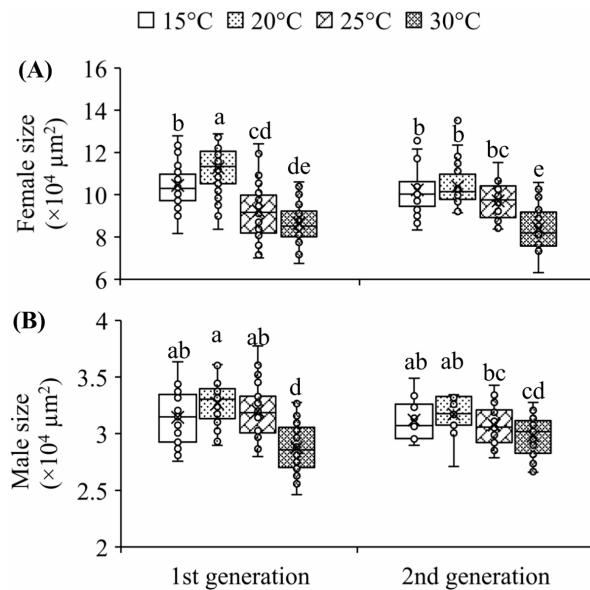 15°C 20°C 25°C 30°C
(A)
Female size
(×10⁴ µm²)
16
14
12
10
8
6
b a cd de b b bc e
(B)
Male size
(×10⁴ µm²)
4
3.5
3
2.5
2
ab a ab d ab ab bc cd
1st generation 2nd generation